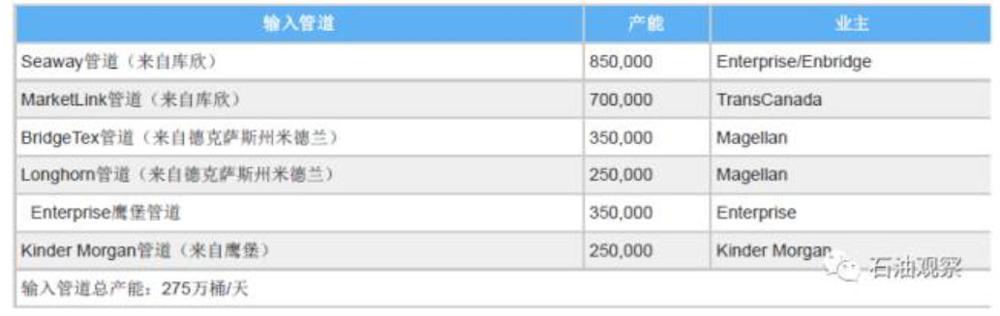 输入管道 产能 业主
Seaway管道（来自库欣） 850,000 Enterprise/Enbridge
MarketLink管道（来自库欣） 700,000 TransCanada
BridgeTex管道（来自德克萨斯州米德兰） 350,000 Magellan
Longhorn管道（来自德克萨斯州米德兰） 250,000 Magellan
Enterprise鹰堡管道 350,000 Enterprise
Kinder Morgan管道（来自鹰堡） 250,000 Kinder Morgan
石油观察
输入管道总产能：275万桶/天